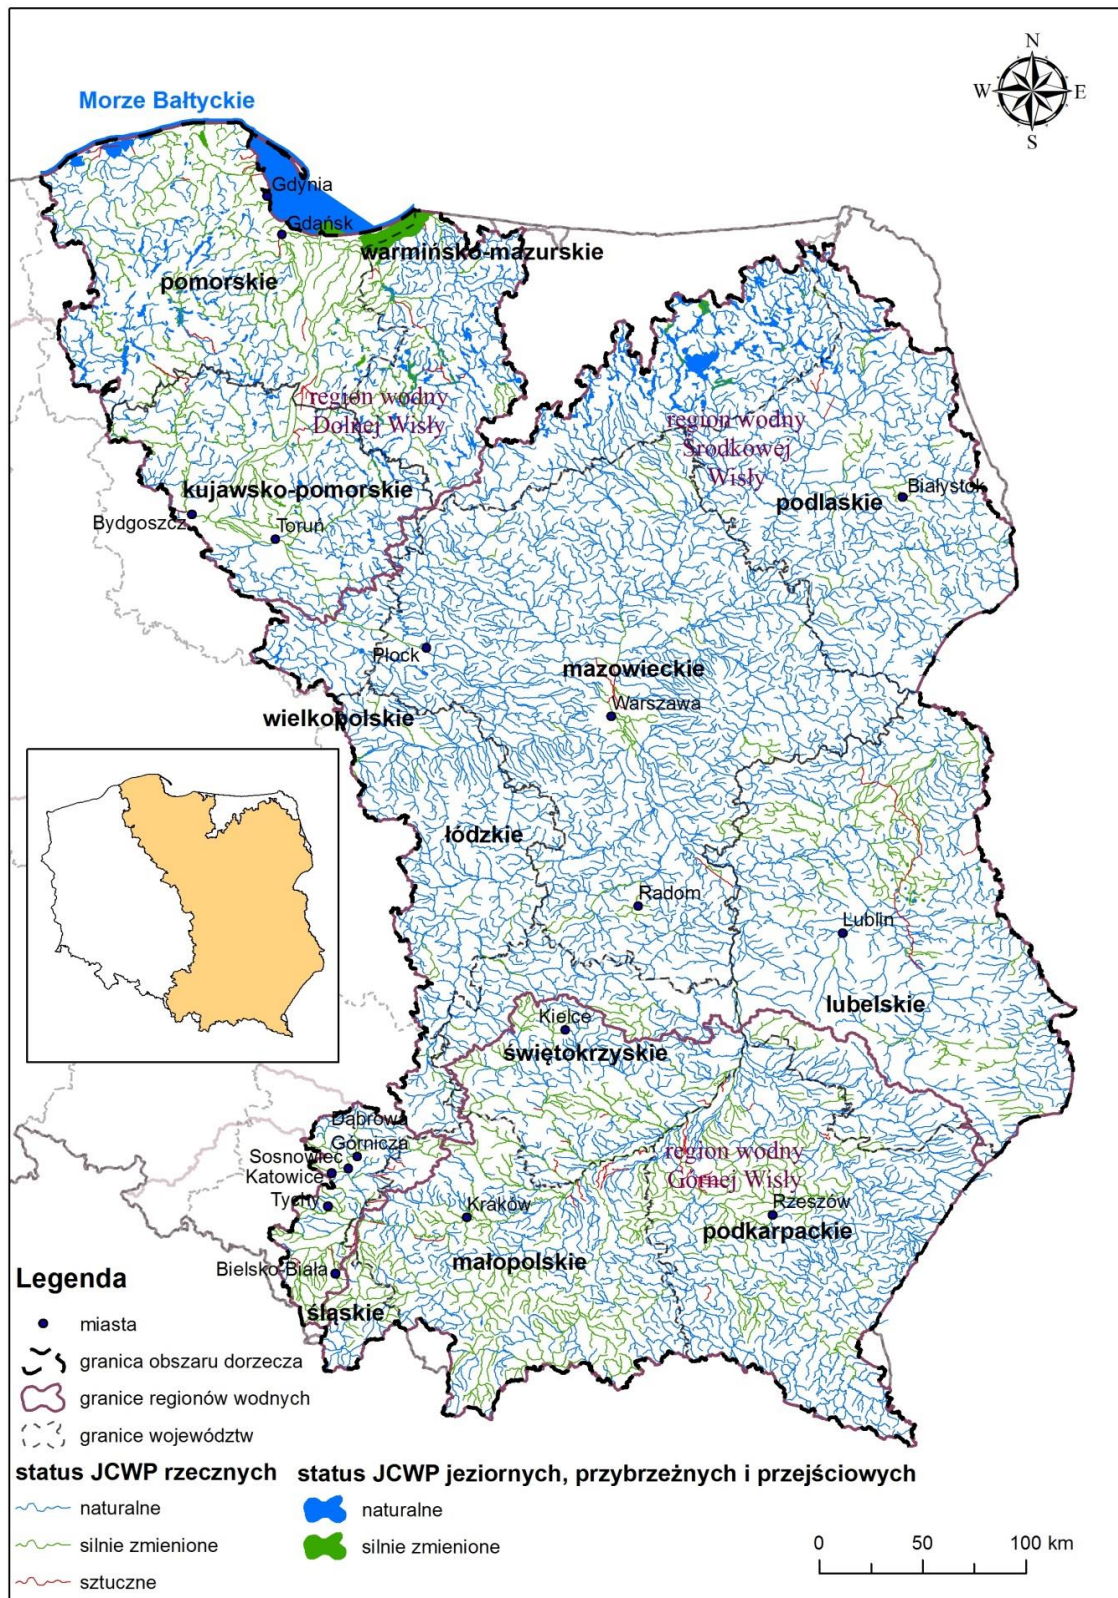 N
W E
S
Morze Bałtyckie
Gdynia
Gdańsk
warmińsko-mazurskie
pomorskie
region wodny
Dolnej Wisły
region wodny
Środkowej
Wisły
kujawsko-pomorskie
Białystok
podlaskie
Bydgoszcz
Toruń
Płock
mazowieckie
Warszawa
wielkopolskie
łódzkie
Radom
Lublin
lubelskie
Kielce
świętokrzyskie
Dąbrowa
Górnicza
Sosnowiec
Katowice
Tychy
region wodny
Górnej Wisły
Kraków
Rzeszów
podkarpackie
małopolskie
Bielsko-Biała
śląskie
Legenda
miasta
granica obszaru dorzecza
granice regionów wodnych
granice województw
status JCWP rzecznych
naturalne
silnie zmienione
sztuczne
status JCWP jeziornych, przybrzeżnych i przejściowych
naturalne
silnie zmienione
0 50 100 km